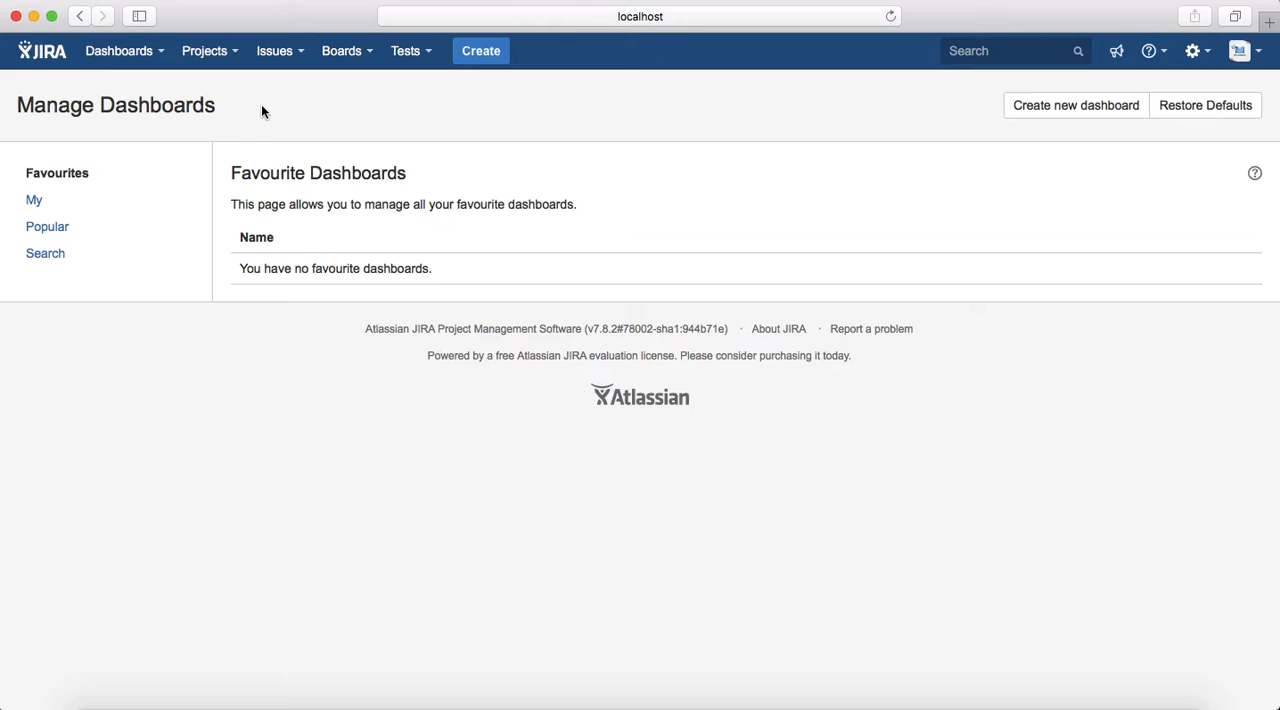 localhost
JIRA Dashboards Projects Issues Boards Tests Create Search
Manage Dashboards
Create new dashboard Restore Defaults
Favourites
My
Popular
Search
Favourite Dashboards
This page allows you to manage all your favourite dashboards.
Name
You have no favourite dashboards.
Atlassian JIRA Project Management Software (v7.8.2#78002-sha1:944b71e) · About JIRA · Report a problem
Powered by a free Atlassian JIRA evaluation license. Please consider purchasing it today.
Atlassian